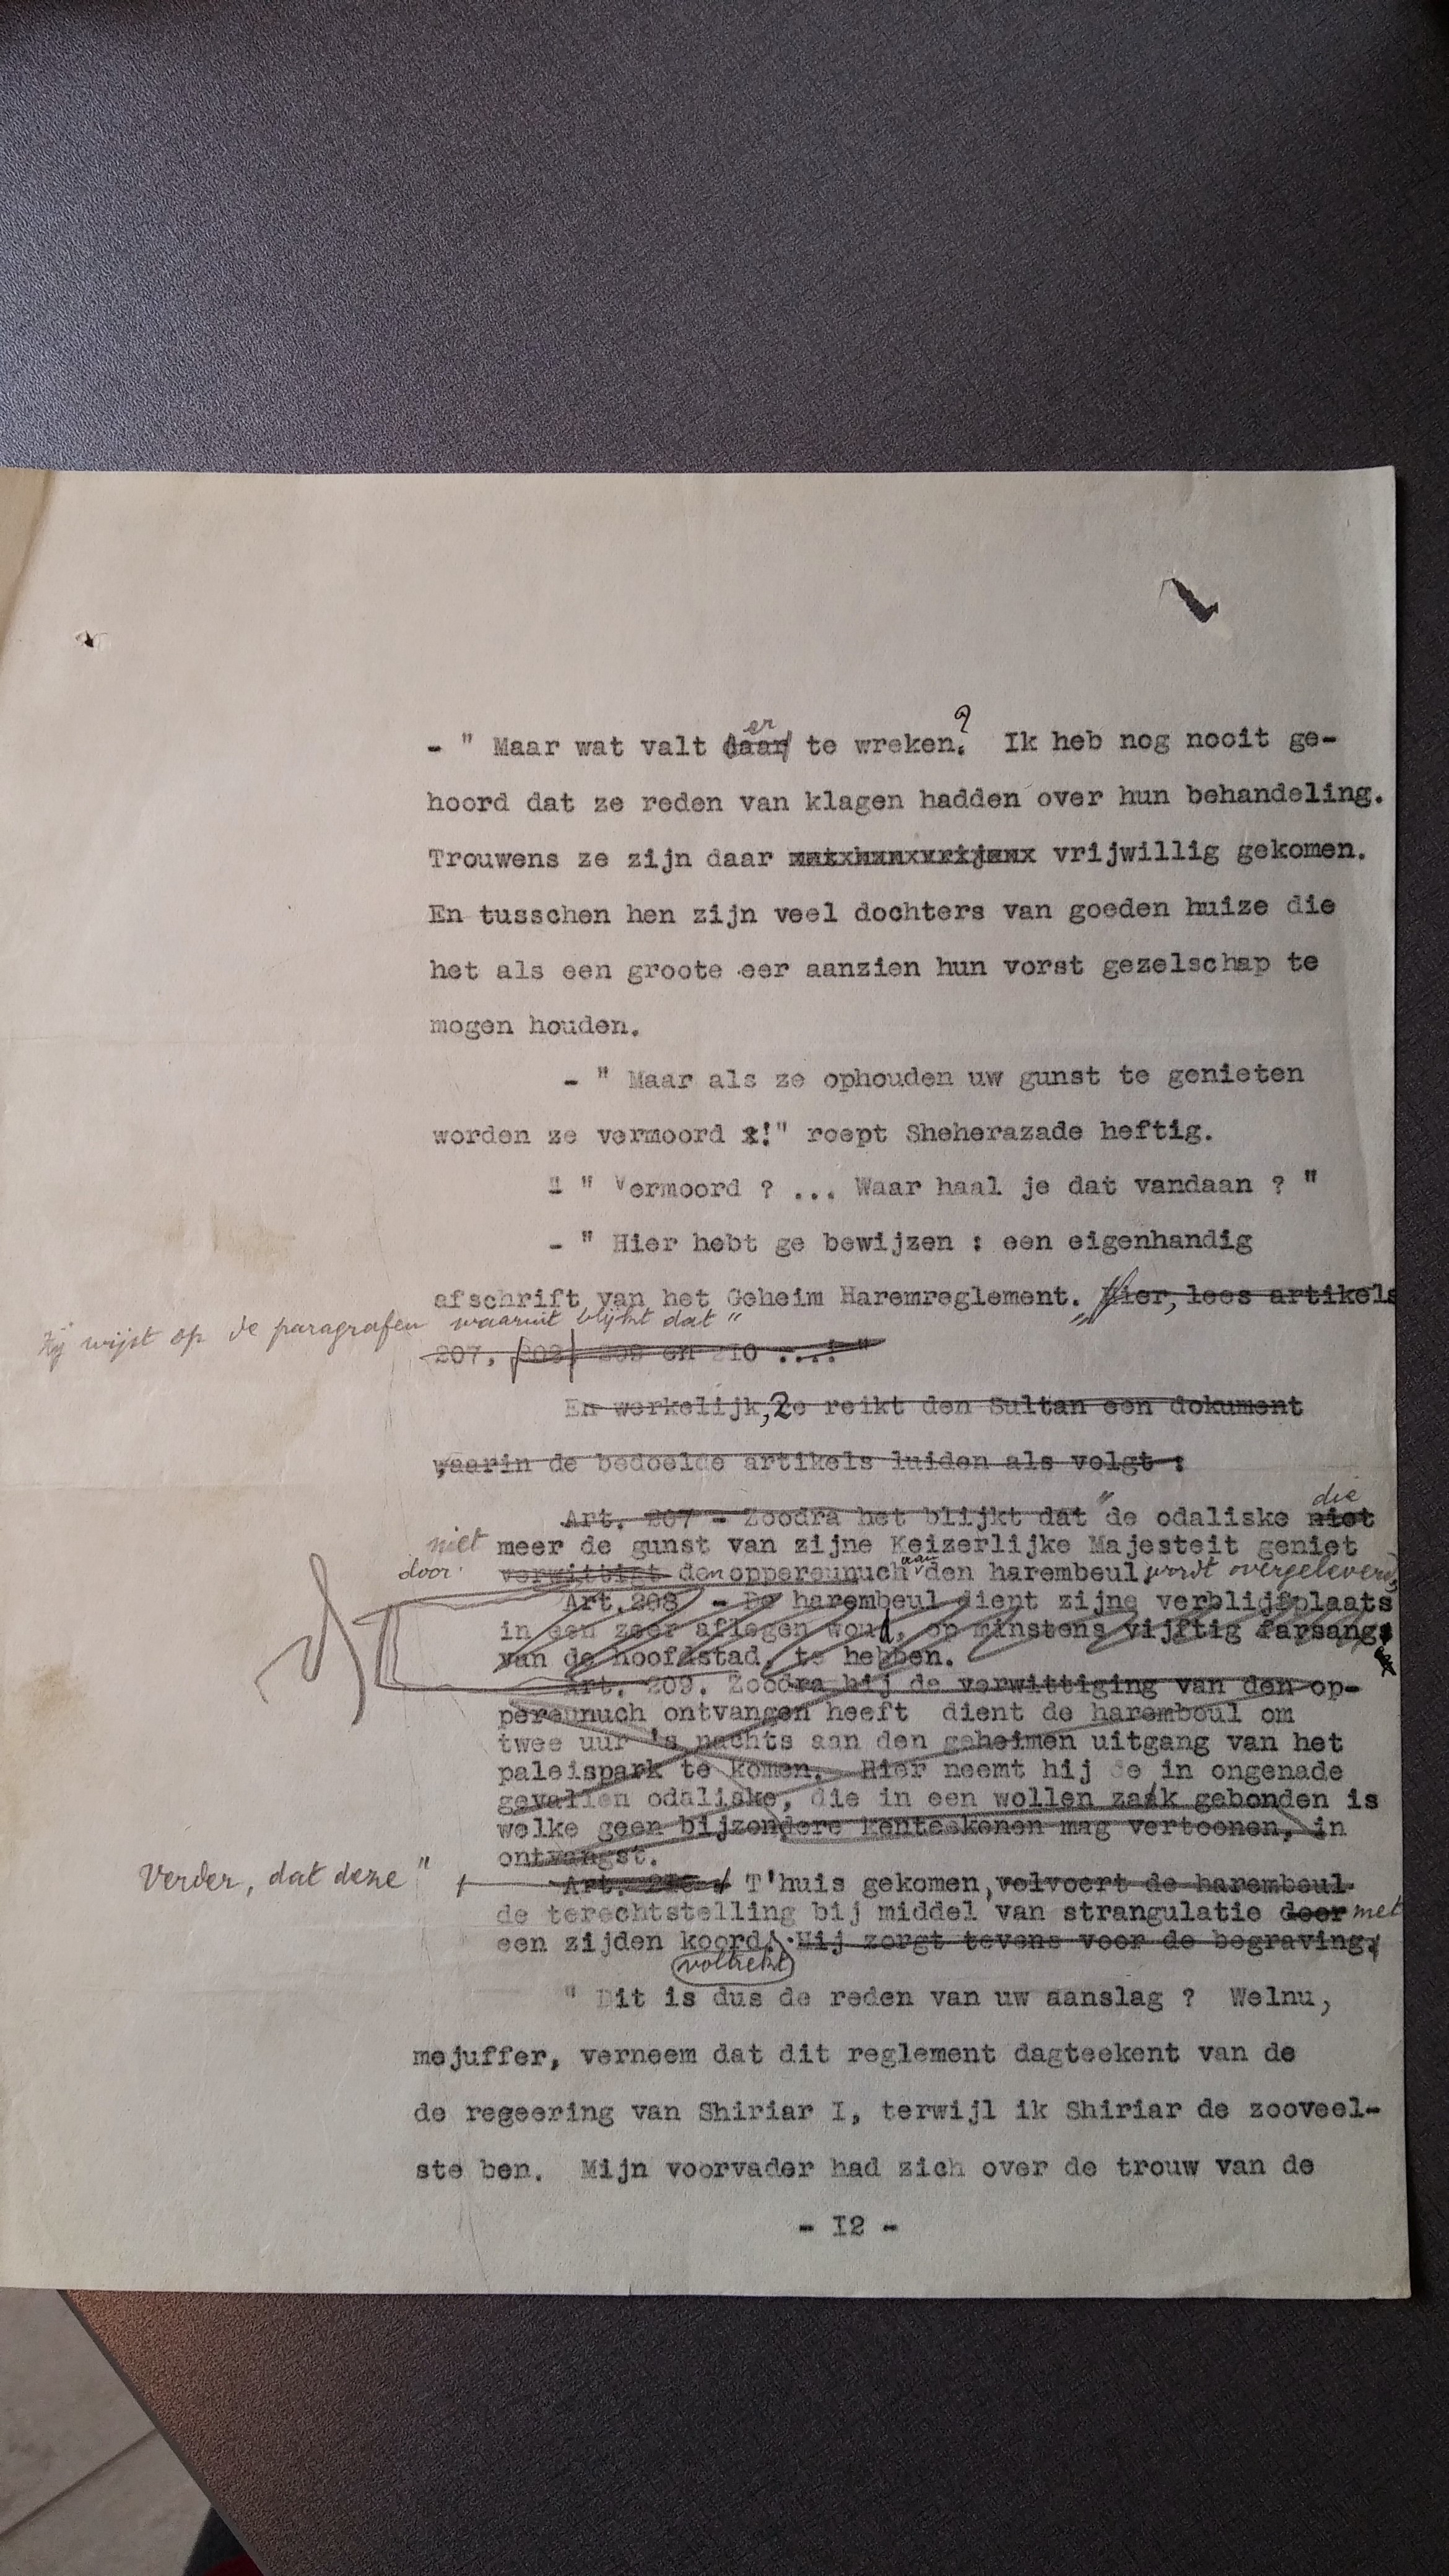 er ?
- " Maar wat valt daar te wreken. Ik heb nog nooit ge-
hoord dat ze reden van klagen hadden over hun behandeling.
Trouwens ze zijn daar vrijwillig gekomen.
En tusschen hen zijn veel dochters van goeden huize die
het als een groote eer aanzien hun vorst gezelschap te
mogen houden.
- " Maar als ze ophouden uw gunst te genieten
worden ze vermoord !" roept Sheherazade heftig.
" Vermoord ? ... Waar haal je dat vandaan ? "
- " Hier hebt ge bewijzen : een eigenhandig
afschrift van het Geheim Haremreglement. Hier, lees artikels
wijst op de paragrafen waaruit blijkt dat "
207, 208, 209 en 210 ...! "
En werkelijk, Ze reikt den Sultan een dokument
waarin de bedoelde artikels luiden als volgt :
die
Art. 207 - Zoodra het blijkt dat " de odaliske niet
niet meer de gunst van zijne Keizerlijke Majesteit geniet
door verwittigt den oppereunuch aan den harembeul wordt overgeleverd,
Art.208 - De harembeul dient zijne verblijfplaats
in een zeer aflegen woud, op minstens vijftig farsangs
van de hoofdstad, te hebben.
Art. 209. Zoodra hij de verwittiging van den op-
pereunuch ontvangen heeft dient de harembeul om
twee uur 's nachts aan den geheimen uitgang van het
paleispark te komen. Hier neemt hij de in ongenade
gevallen odaliske, die in een wollen zak gebonden is
welke geen bijzondere kenteekenen mag vertoonen, in
ontvangst.
Verder, dat deze "
Art. T'huis gekomen, volvoert de harembeul
de terechtstelling bij middel van strangulatie door met
een zijden koord. Hij zorgt tevens voor de begraving.
voltrekt
" Dit is dus de reden van uw aanslag ? Welnu,
mejuffer, verneem dat dit reglement dagteekent van de
de regeering van Shiriar I, terwijl ik Shiriar de zooveel-
ste ben. Mijn voorvader had zich over de trouw van de
- I2 -